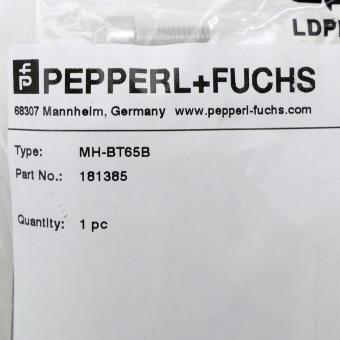 LDP
PEPPERL+FUCHS
68307 Mannheim, Germany www.pepperl-fuchs.com
Type: MH-BT65B
Part No.: 181385
Quantity: 1 pc